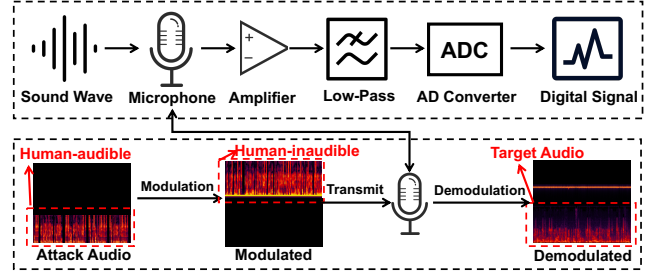 ADC
Sound Wave
Microphone
Amplifier
Low-Pass
AD Converter
Digital Signal
Human-audible
Human-inaudible
Target Audio
Modulation
Transmit
Demodulation
Attack Audio
Modulated
Demodulated